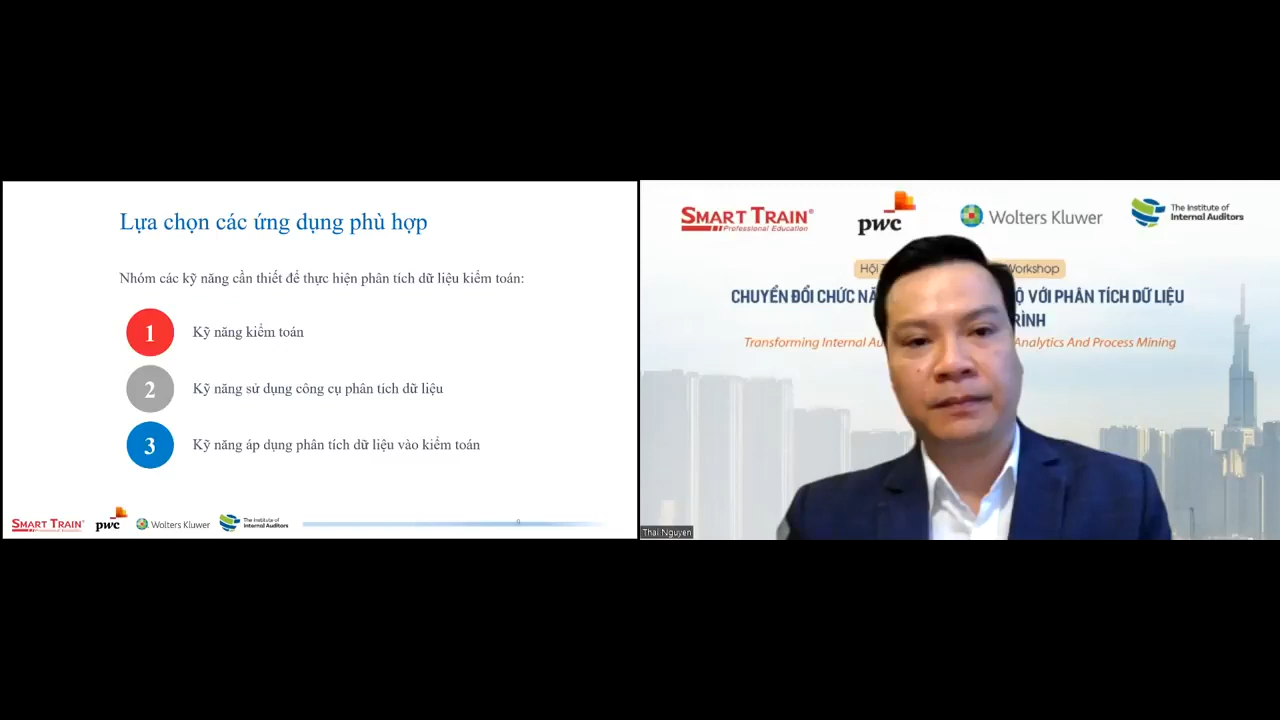 Lựa chọn các ứng dụng phù hợp
Nhóm các kỹ năng cần thiết để thực hiện phân tích dữ liệu kiểm toán:
1
Kỹ năng kiểm toán
2
Kỹ năng sử dụng công cụ phân tích dữ liệu
3
Kỹ năng áp dụng phân tích dữ liệu vào kiểm toán
SMART TRAIN
Professional Education
pwc
Wolters Kluwer
The Institute of
Internal Auditors
9
SMART TRAIN®
Professional Education
pwc
Wolters Kluwer
The Institute of
Internal Auditors
Hội Workshop
CHUYỂN ĐỔI CHỨC NĂ Ộ VỚI PHÂN TÍCH DỮ LIỆU
RÌNH
Transforming Internal Au Analytics And Process Mining
Thai Nguyen